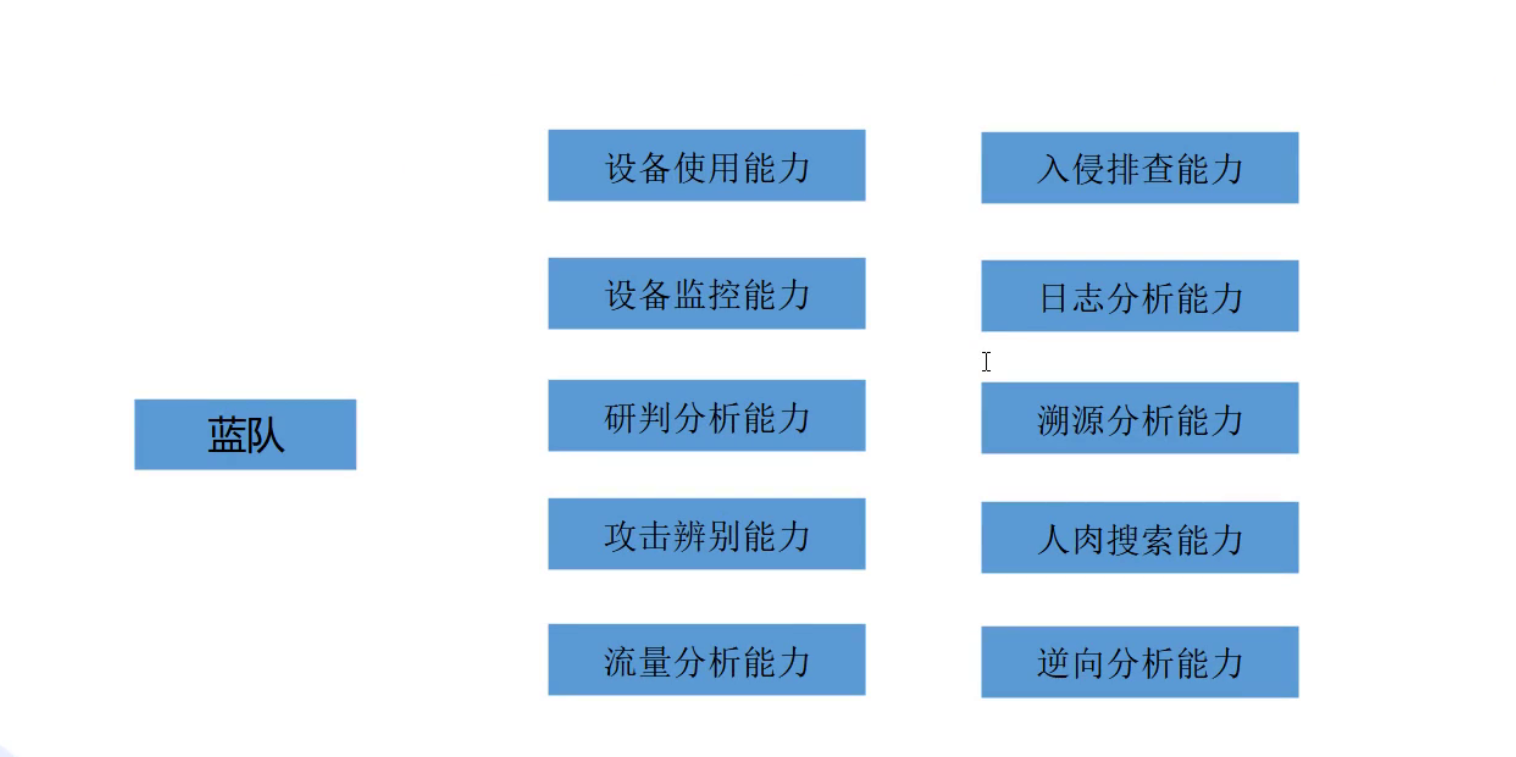 设备使用能力
入侵排查能力
设备监控能力
日志分析能力
蓝队
研判分析能力
溯源分析能力
攻击辨别能力
人肉搜索能力
流量分析能力
逆向分析能力